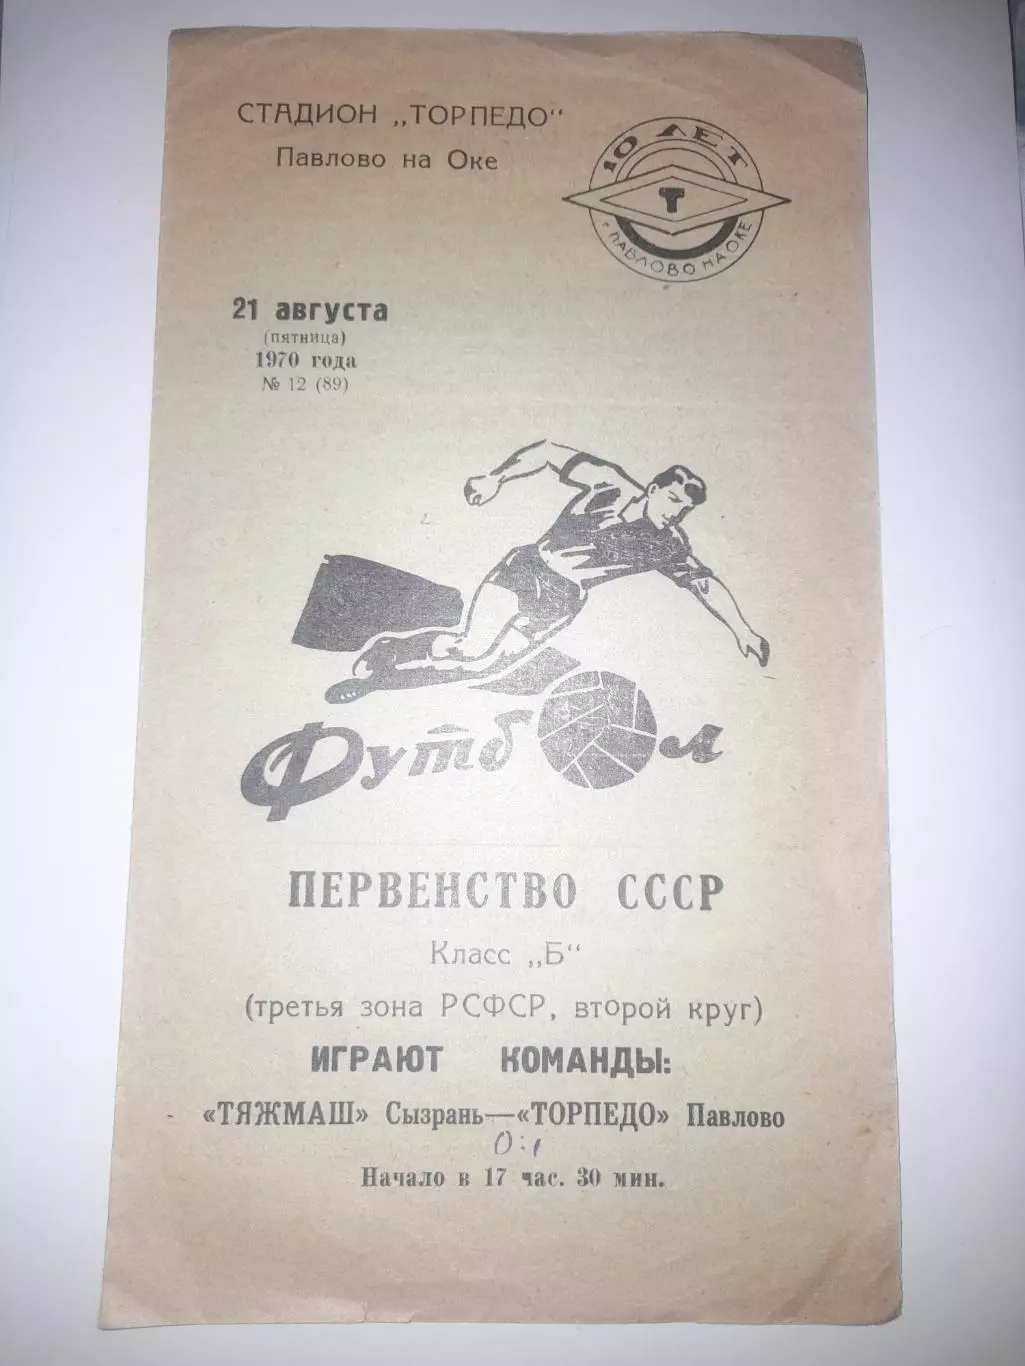 СТАДИОН „ТОРПЕДО“
Павлово на Оке
10 ЛЕТ
Т
г ПАВЛОВО НА ОКЕ
21 августа
(пятница)
1970 года
№ 12 (89)
Футбол
ПЕРВЕНСТВО СССР
Класс „Б“
(третья зона РСФСР, второй круг)
ИГРАЮТ КОМАНДЫ:
«ТЯЖМАШ» Сызрань—«ТОРПЕДО» Павлово
0:1
Начало в 17 час. 30 мин.